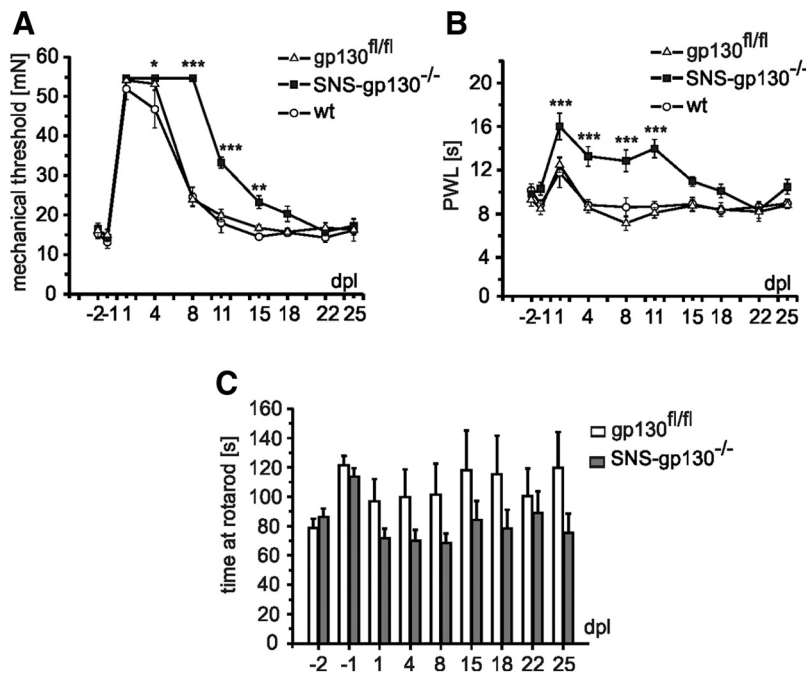 A
mechanical threshold [mN]
60
50
40
30
20
10
0
* *** *** **
gp130fl/fl
SNS-gp130-/-
wt
dpl
-2 -1 1 4 8 11 15 18 22 25
B
PWL [s]
20
16
12
8
4
0
*** *** *** ***
gp130fl/fl
SNS-gp130-/-
wt
dpl
-2 -1 1 4 8 11 15 18 22 25
C
time at rotarod [s]
160
140
120
100
80
60
40
20
0
gp130fl/fl
SNS-gp130-/-
dpl
-2 -1 1 4 8 15 18 22 25